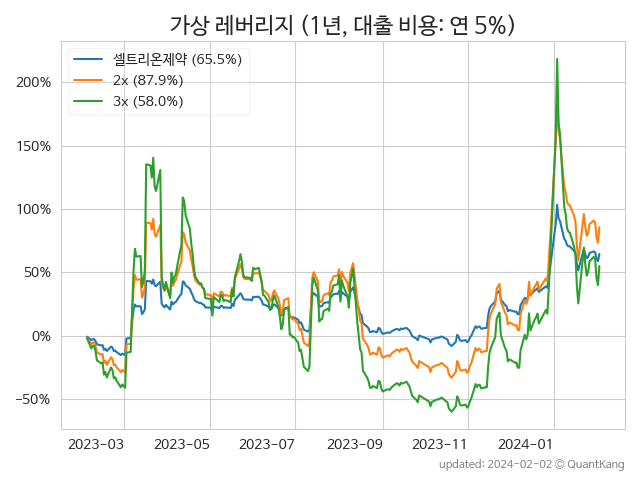 가상 레버리지 (1년, 대출 비용: 연 5%)
셀트리온제약 (65.5%)
2x (87.9%)
3x (58.0%)
200%
150%
100%
50%
0%
−50%
2023-03 2023-05 2023-07 2023-09 2023-11 2024-01
updated: 2024-02-02 © QuantKang